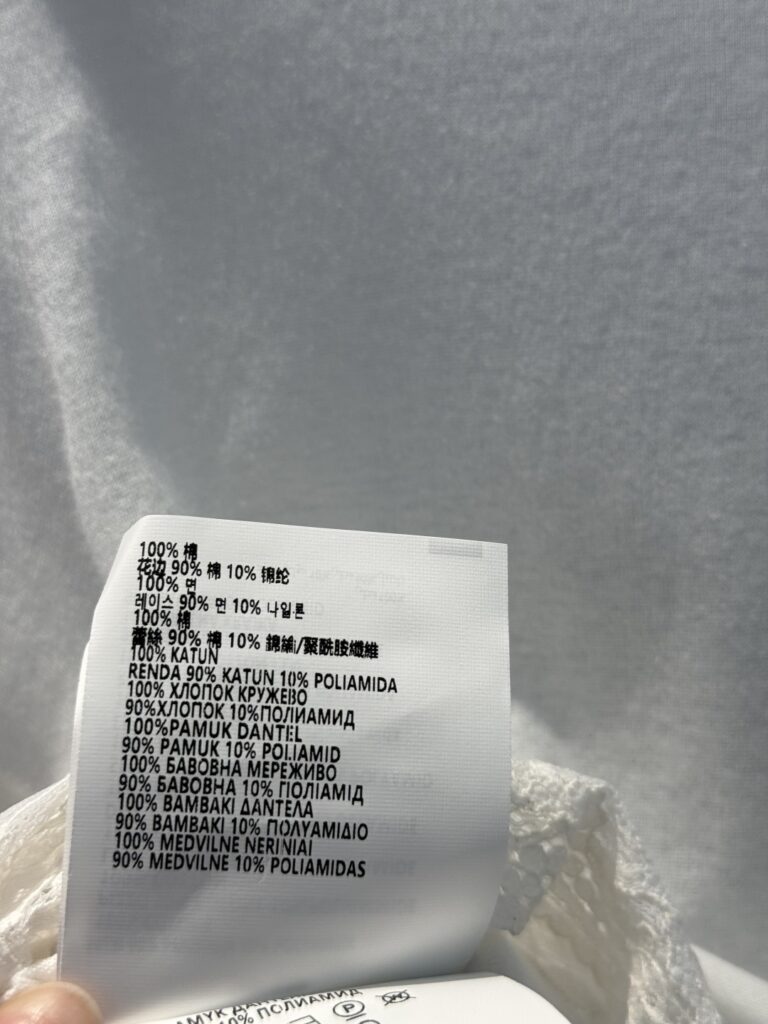 100% 棉
花边 90% 棉 10% 锦纶
100% 면
레이스 90% 면 10% 나일론
100% 棉
蕾絲 90% 棉 10% 錦綸/聚酰胺纖維
100% KATUN
RENDA 90% KATUN 10% POLIAMIDA
100% ХЛОПОК КРУЖЕВО
90%ХЛОПОК 10%ПОЛИАМИД
100%PAMUK DANTEL
90% PAMUK 10% POLIAMID
100% БАВОВНА МЕРЕЖИВО
90% БАВОВНА 10% ПОЛІАМІД
100% ΒΑΜΒΑΚΙ ΔΑΝΤΕΛΑ
90% ΒΑΜΒΑΚΙ 10% ΠΟΛΥΑΜΙΔΙΟ
100% MEDVILNE NERINIAI
90% MEDVILNE 10% POLIAMIDAS
10% ПОЛИАМИД
P